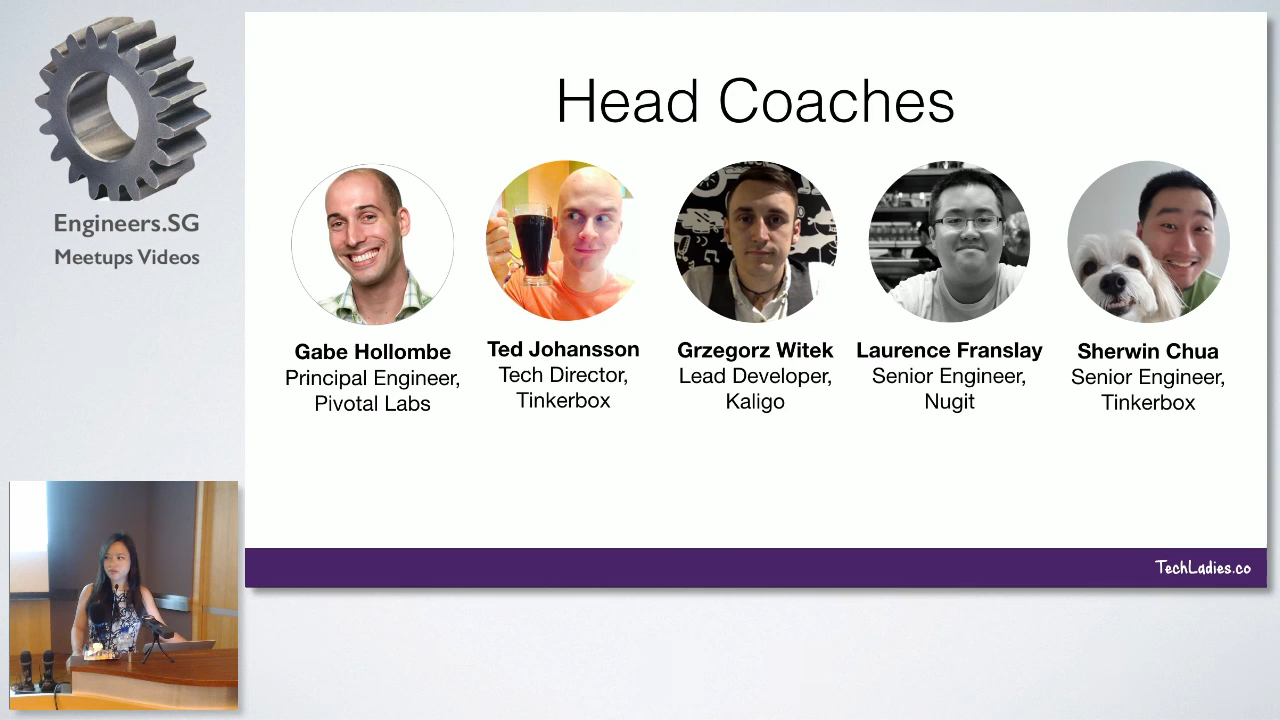 Engineers.SG
Meetups Videos
Head Coaches
Gabe Hollombe
Principal Engineer,
Pivotal Labs
Ted Johansson
Tech Director,
Tinkerbox
Grzegorz Witek
Lead Developer,
Kaligo
Laurence Franslay
Senior Engineer,
Nugit
Sherwin Chua
Senior Engineer,
Tinkerbox
TechLadies.co